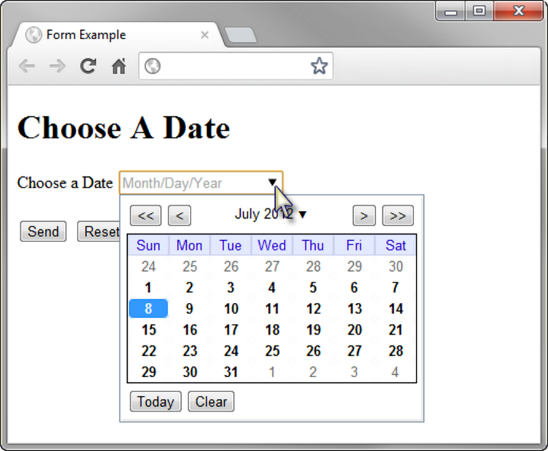 Form Example
Choose A Date
Choose a Date Month/Day/Year
<< < July 2012 > >>
Send Reset
Sun Mon Tue Wed Thu Fri Sat
24 25 26 27 28 29 30
1 2 3 4 5 6 7
8 9 10 11 12 13 14
15 16 17 18 19 20 21
22 23 24 25 26 27 28
29 30 31 1 2 3 4
Today Clear